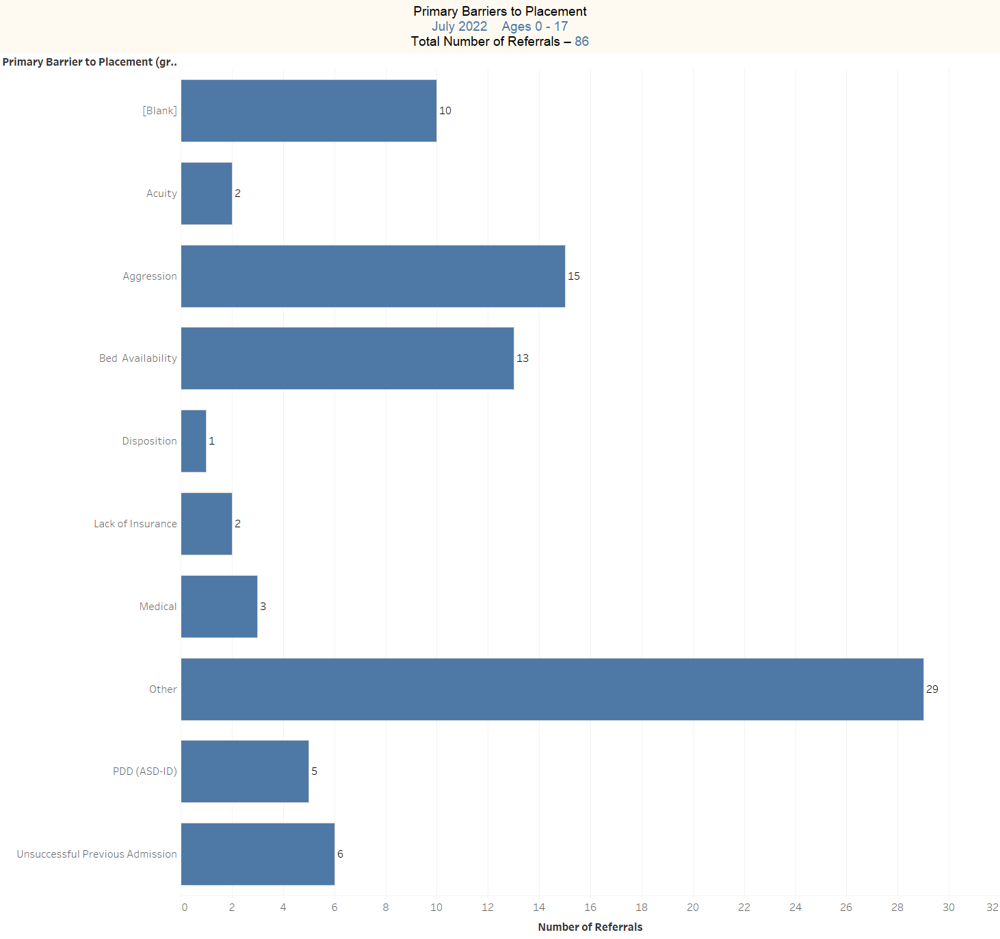 Primary Barriers to Placement
July 2022    Ages 0 - 17
Total Number of Referrals – 86
Primary Barrier to Placement (gr..
[Blank] 10
Acuity 2
Aggression 15
Bed  Availability 13
Disposition 1
Lack of Insurance 2
Medical 3
Other 29
PDD (ASD-ID) 5
Unsuccessful Previous Admission 6
0 2 4 6 8 10 12 14 16 18 20 22 24 26 28 30 32
Number of Referrals